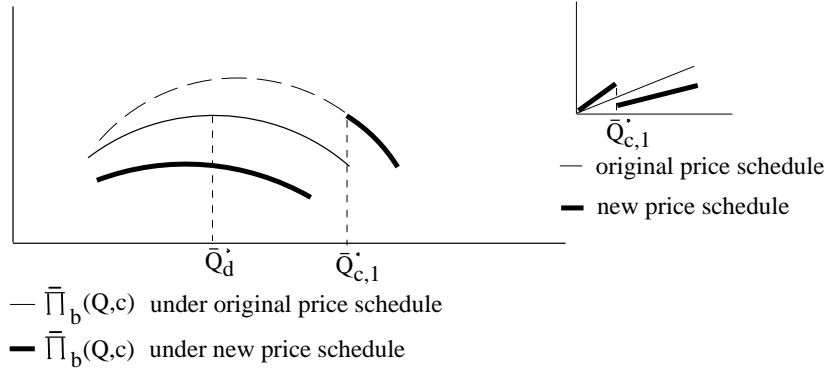 Q̄*c,1
— original price schedule
— new price schedule
Q̄*d
Q̄*c,1
— Π̄b(Q,c) under original price schedule
— Π̄b(Q,c) under new price schedule